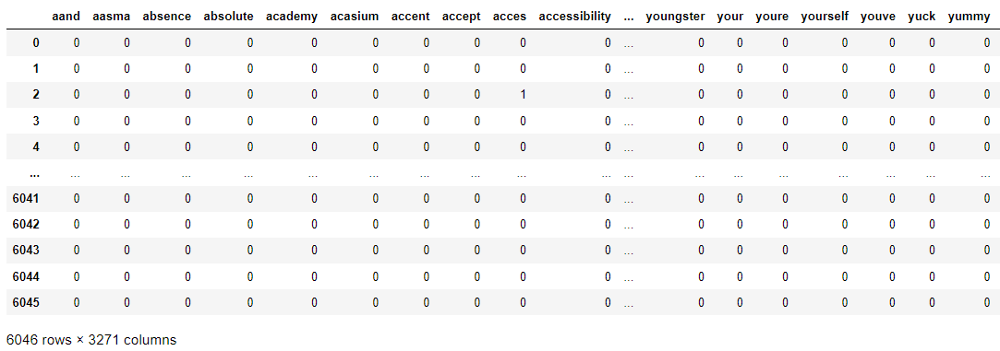 aand aasma absence absolute academy acasium accent accept acces accessibility ... youngster your youre yourself youve yuck yummy
0 0 0 0 0 0 0 0 0 0 0 ... 0 0 0 0 0 0 0
1 0 0 0 0 0 0 0 0 0 0 ... 0 0 0 0 0 0 0
2 0 0 0 0 0 0 0 0 1 0 ... 0 0 0 0 0 0 0
3 0 0 0 0 0 0 0 0 0 0 ... 0 0 0 0 0 0 0
4 0 0 0 0 0 0 0 0 0 0 ... 0 0 0 0 0 0 0
... ... ... ... ... ... ... ... ... ... ... ... ... ... ... ... ... ... ...
6041 0 0 0 0 0 0 0 0 0 0 ... 0 0 0 0 0 0 0
6042 0 0 0 0 0 0 0 0 0 0 ... 0 0 0 0 0 0 0
6043 0 0 0 0 0 0 0 0 0 0 ... 0 0 0 0 0 0 0
6044 0 0 0 0 0 0 0 0 0 0 ... 0 0 0 0 0 0 0
6045 0 0 0 0 0 0 0 0 0 0 ... 0 0 0 0 0 0 0
6046 rows × 3271 columns